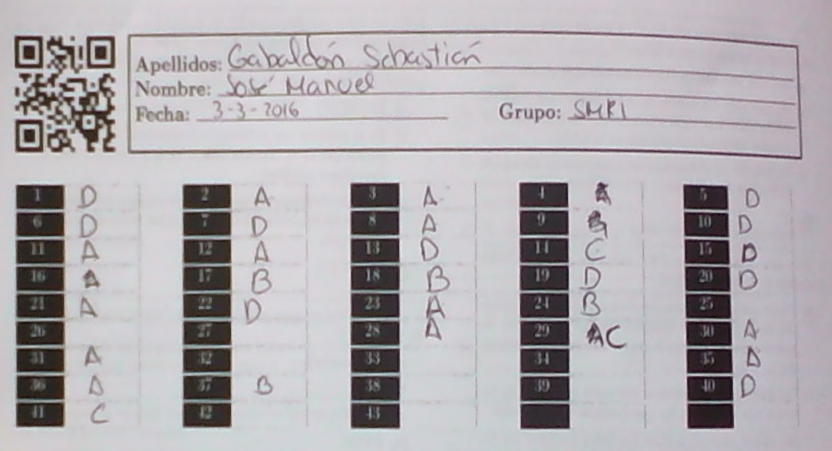 Apellidos: Gabaldón Sebastián
Nombre: José Manuel
Fecha: 3-3-2016 Grupo: SMR1
1 D 2 A 3 A 4 A 5 D
6 D 7 D 8 A 9 10 D
11 A 12 A 13 D 14 C 15 D
16 A 17 B 18 B 19 D 20 D
21 A 22 D 23 A 24 B 25
26 27 28 A 29 C 30 A
31 A 32 33 34 35
36 37 B 38 39 40 D
41 C 42 43